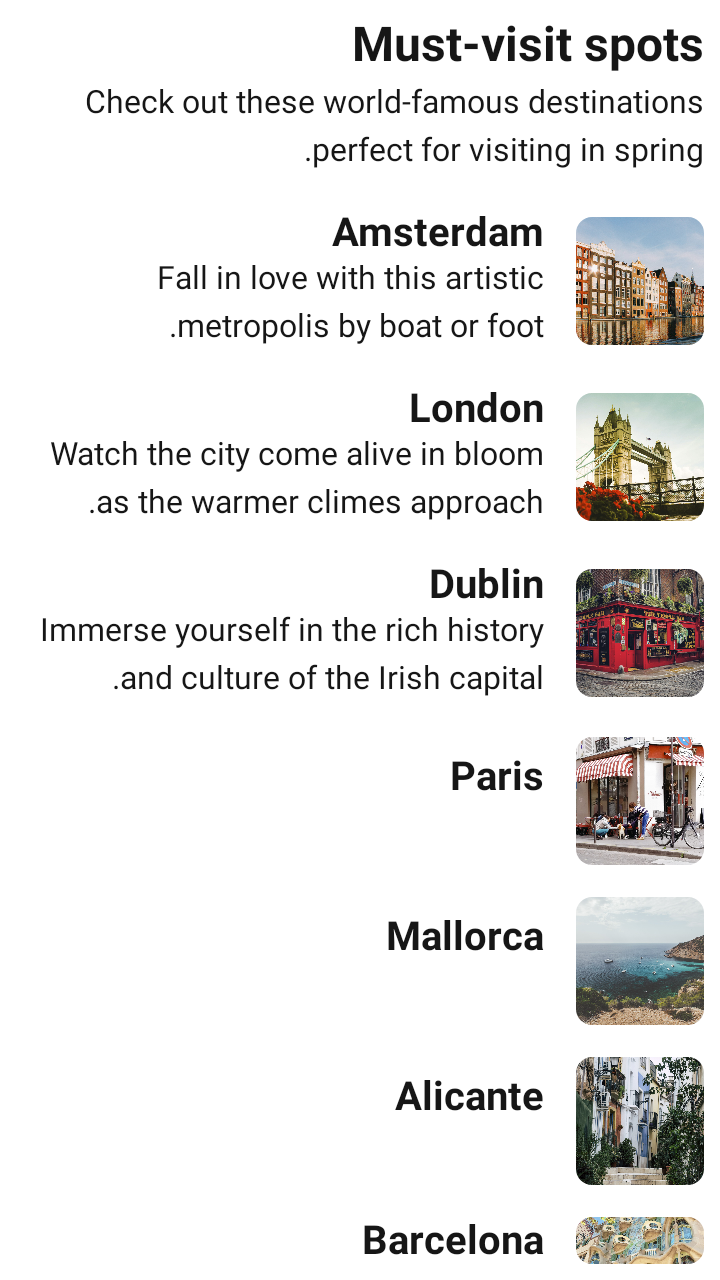 Must-visit spots
Check out these world-famous destinations
.perfect for visiting in spring
Amsterdam
Fall in love with this artistic
.metropolis by boat or foot
London
Watch the city come alive in bloom
.as the warmer climes approach
Dublin
Immerse yourself in the rich history
.and culture of the Irish capital
Paris
Mallorca
Alicante
Barcelona